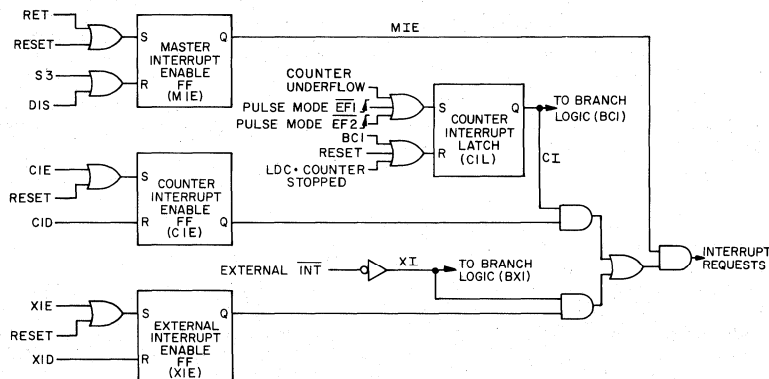 RET
RESET
S3
DIS
S
Q
R
MASTER
INTERRUPT
ENABLE
FF
(MIE)
MIE
COUNTER
UNDERFLOW
PULSE MODE EF1
PULSE MODE EF2
BCI
RESET
LDC • COUNTER
STOPPED
S
Q
R
COUNTER
INTERRUPT
LATCH
(CIL)
TO BRANCH
LOGIC (BCI)
CI
CIE
RESET
CID
S
R
Q
COUNTER
INTERRUPT
ENABLE
FF
(CIE)
EXTERNAL INT
XI
TO BRANCH
LOGIC (BXI)
INTERRUPT
REQUESTS
XIE
RESET
XID
S
Q
R
EXTERNAL
INTERRUPT
ENABLE
FF
(XIE)